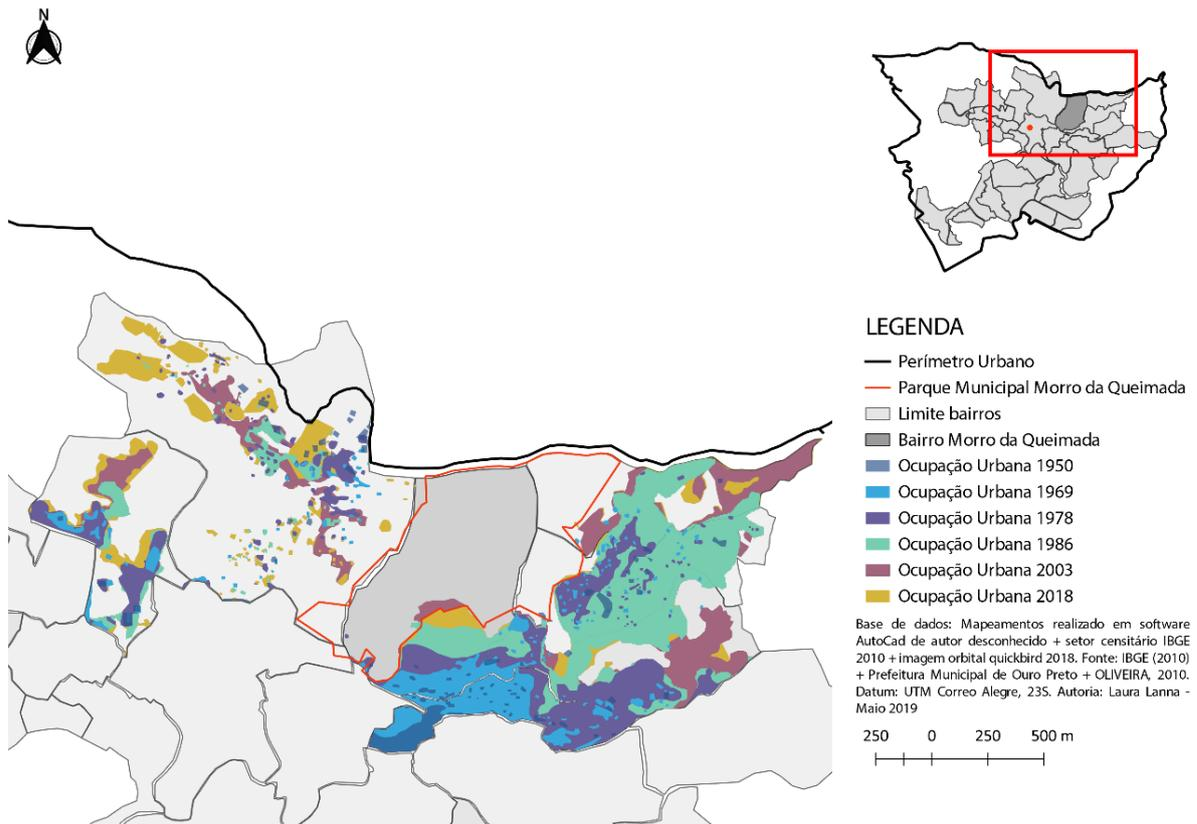 N
LEGENDA
Perímetro Urbano
Parque Municipal Morro da Queimada
Limite bairros
Bairro Morro da Queimada
Ocupação Urbana 1950
Ocupação Urbana 1969
Ocupação Urbana 1978
Ocupação Urbana 1986
Ocupação Urbana 2003
Ocupação Urbana 2018
Base de dados: Mapeamentos realizado em software
AutoCad de autor desconhecido + setor censitário IBGE
2010 + imagem orbital quickbird 2018. Fonte: IBGE (2010)
+ Prefeitura Municipal de Ouro Preto + OLIVEIRA, 2010.
Datum: UTM Correo Alegre, 23S. Autoria: Laura Lanna -
Maio 2019
250 0 250 500 m